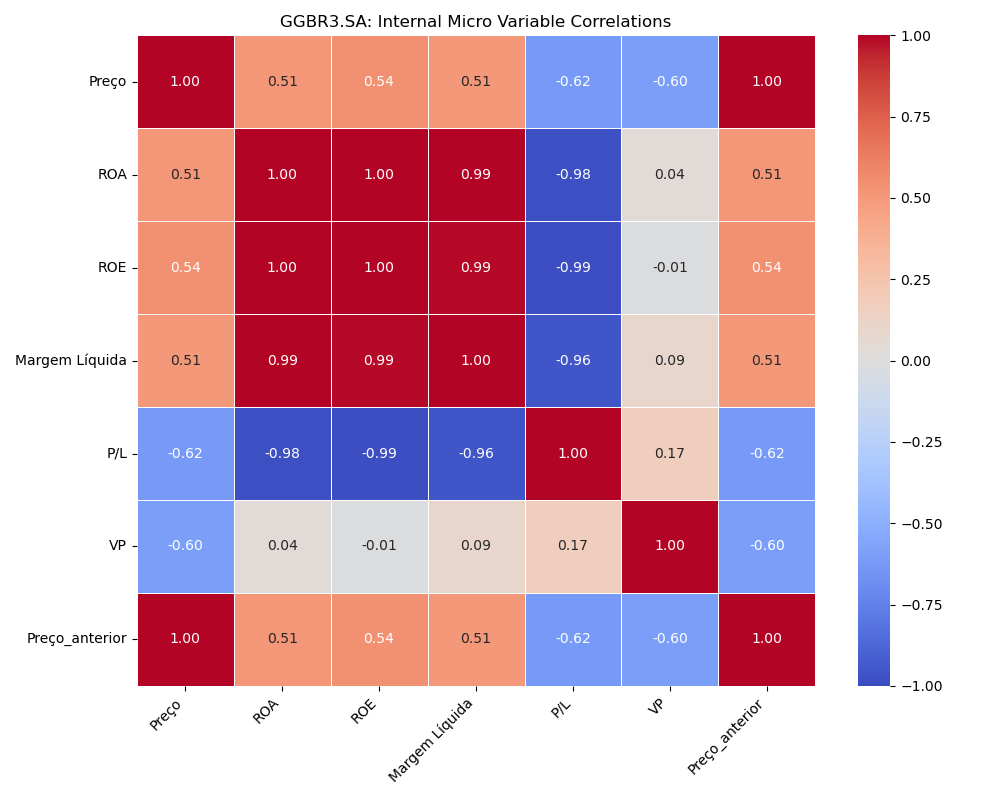 GGBR3.SA: Internal Micro Variable Correlations
Preço 1.00 0.51 0.54 0.51 -0.62 -0.60 1.00
ROA 0.51 1.00 1.00 0.99 -0.98 0.04 0.51
ROE 0.54 1.00 1.00 0.99 -0.99 -0.01 0.54
Margem Líquida 0.51 0.99 0.99 1.00 -0.96 0.09 0.51
P/L -0.62 -0.98 -0.99 -0.96 1.00 0.17 -0.62
VP -0.60 0.04 -0.01 0.09 0.17 1.00 -0.60
Preço_anterior 1.00 0.51 0.54 0.51 -0.62 -0.60 1.00
Preço ROA ROE Margem Líquida P/L VP Preço_anterior
1.00
0.75
0.50
0.25
0.00
−0.25
−0.50
−0.75
−1.00